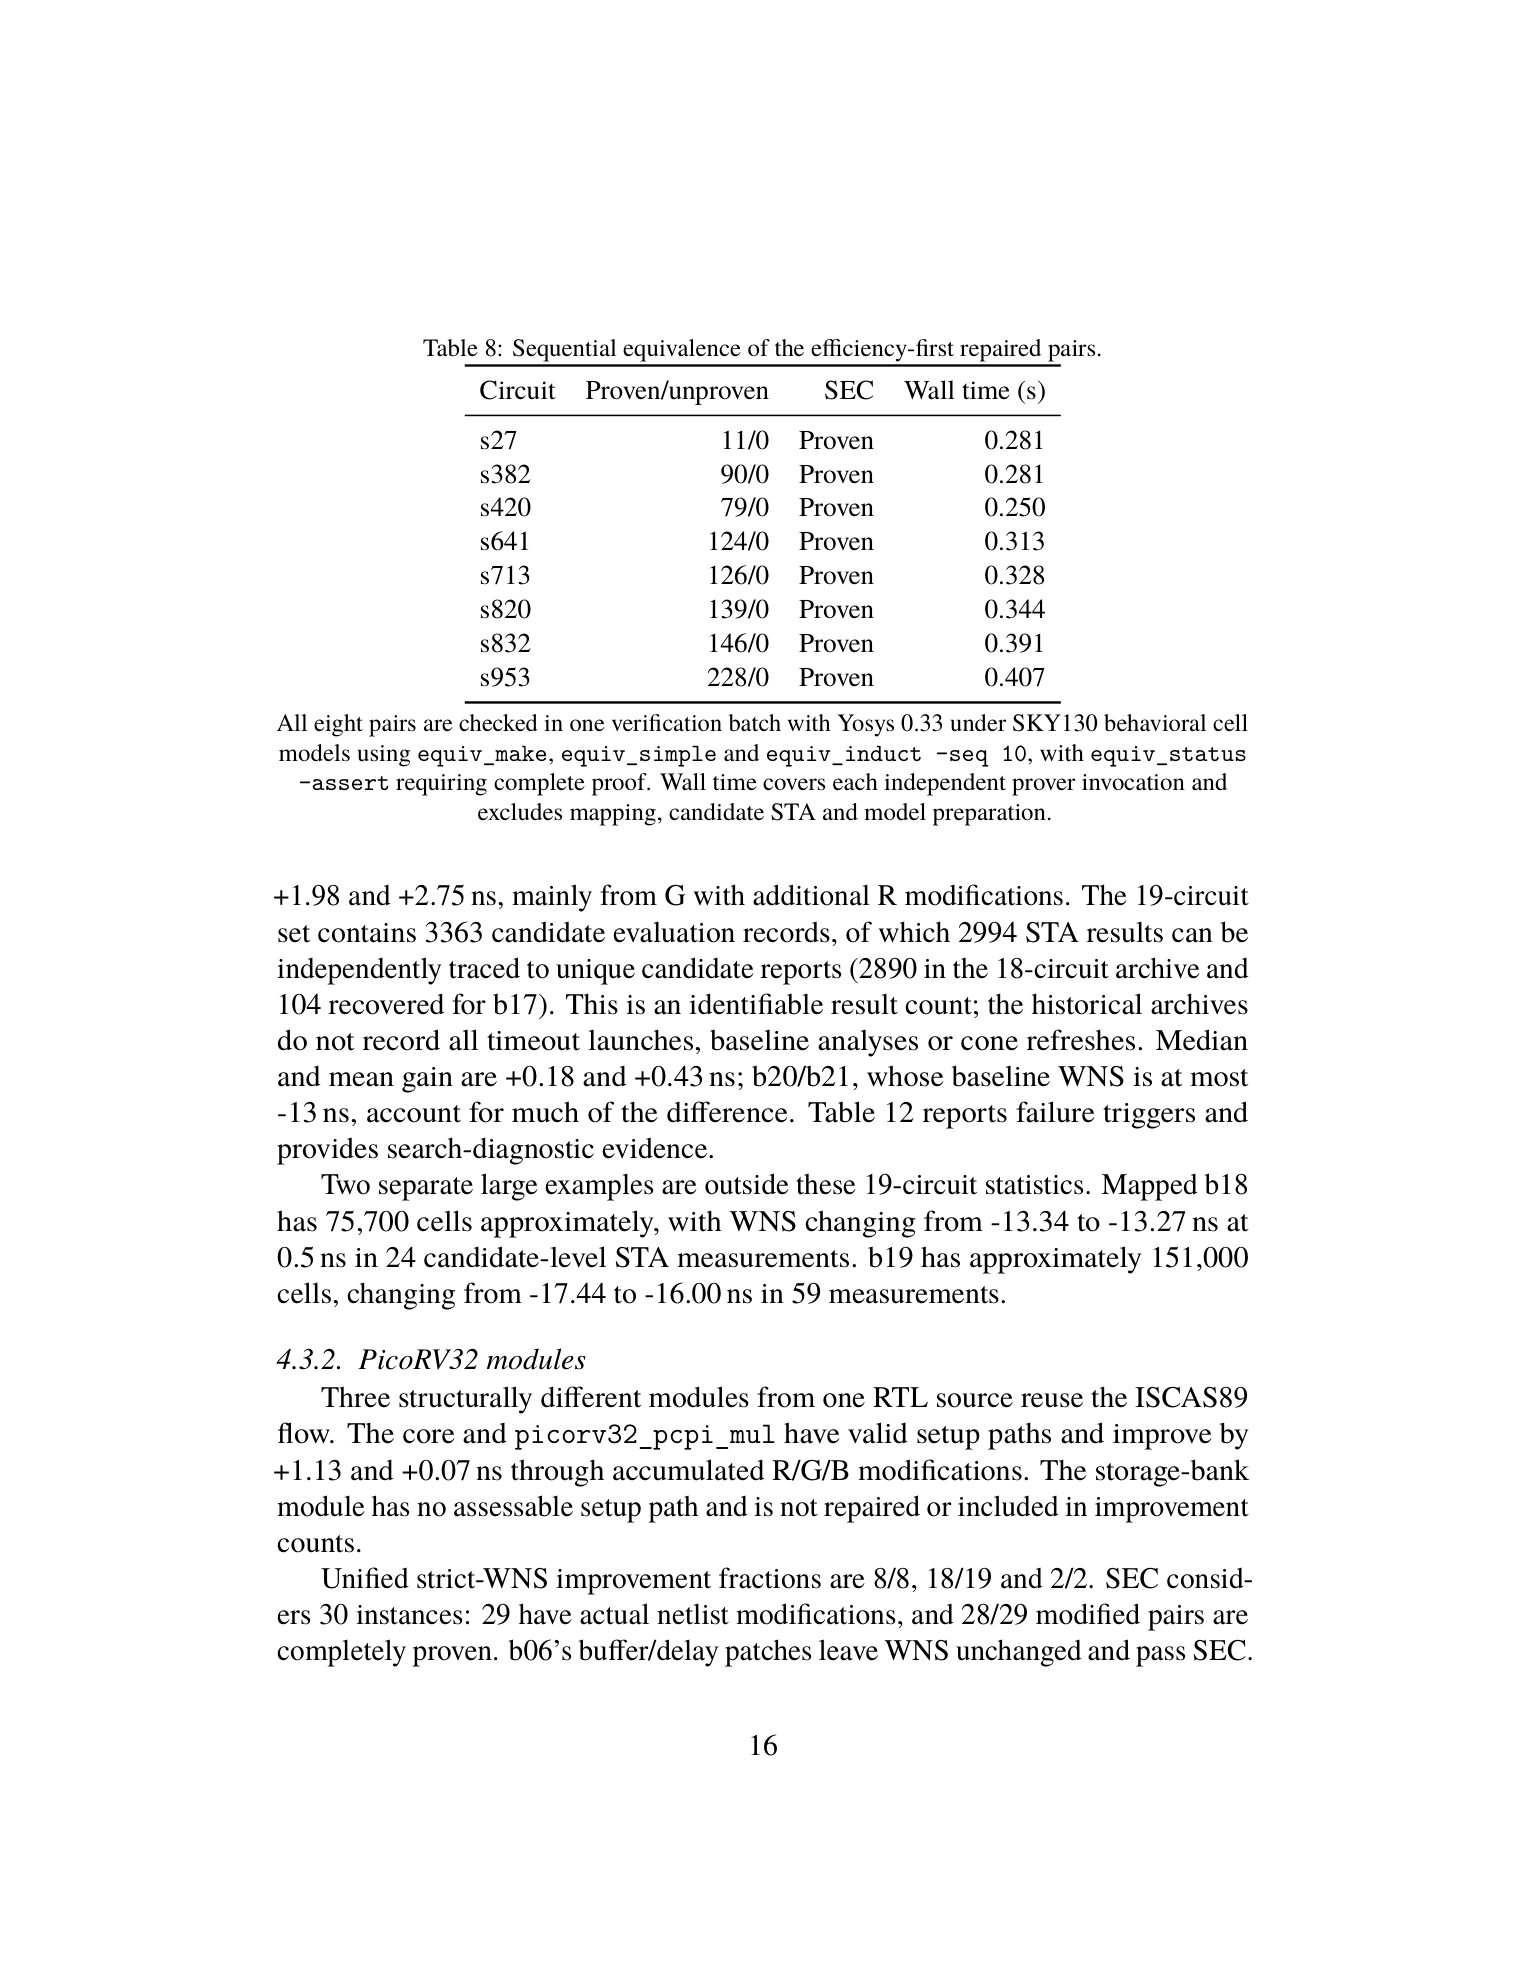 Table 8: Sequential equivalence of the efficiency-first repaired pairs.
Circuit Proven/unproven SEC Wall time (s)
s27 11/0 Proven 0.281
s382 90/0 Proven 0.281
s420 79/0 Proven 0.250
s641 124/0 Proven 0.313
s713 126/0 Proven 0.328
s820 139/0 Proven 0.344
s832 146/0 Proven 0.391
s953 228/0 Proven 0.407
All eight pairs are checked in one verification batch with Yosys 0.33 under SKY130 behavioral cell
models using equiv_make, equiv_simple and equiv_induct -seq 10, with equiv_status
-assert requiring complete proof. Wall time covers each independent prover invocation and
excludes mapping, candidate STA and model preparation.
+1.98 and +2.75 ns, mainly from G with additional R modifications. The 19-circuit
set contains 3363 candidate evaluation records, of which 2994 STA results can be
independently traced to unique candidate reports (2890 in the 18-circuit archive and
104 recovered for b17). This is an identifiable result count; the historical archives
do not record all timeout launches, baseline analyses or cone refreshes. Median
and mean gain are +0.18 and +0.43 ns; b20/b21, whose baseline WNS is at most
-13 ns, account for much of the difference. Table 12 reports failure triggers and
provides search-diagnostic evidence.
Two separate large examples are outside these 19-circuit statistics. Mapped b18
has 75,700 cells approximately, with WNS changing from -13.34 to -13.27 ns at
0.5 ns in 24 candidate-level STA measurements. b19 has approximately 151,000
cells, changing from -17.44 to -16.00 ns in 59 measurements.
4.3.2. PicoRV32 modules
Three structurally different modules from one RTL source reuse the ISCAS89
flow. The core and picorv32_pcpi_mul have valid setup paths and improve by
+1.13 and +0.07 ns through accumulated R/G/B modifications. The storage-bank
module has no assessable setup path and is not repaired or included in improvement
counts.
Unified strict-WNS improvement fractions are 8/8, 18/19 and 2/2. SEC consid-
ers 30 instances: 29 have actual netlist modifications, and 28/29 modified pairs are
completely proven. b06's buffer/delay patches leave WNS unchanged and pass SEC.
16